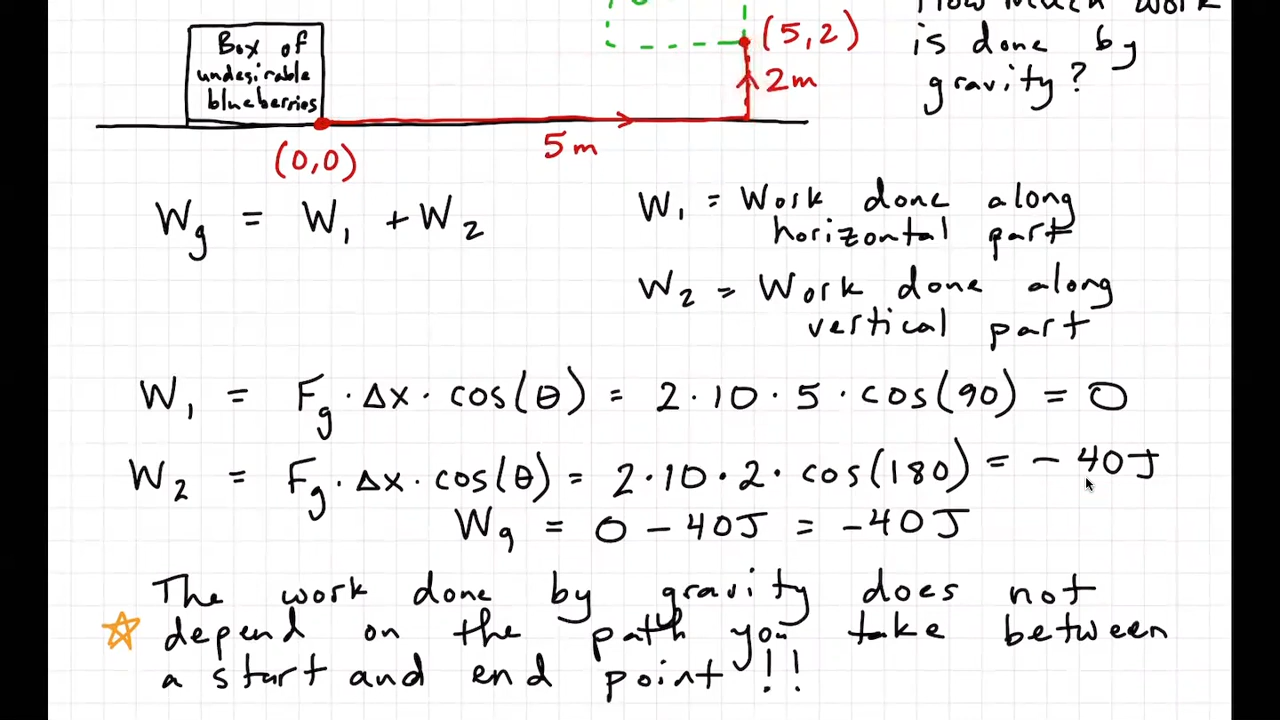 How much work
is done by
gravity?
Box of
undesirable
blueberries
(5,2)
2m
5m
(0,0)
Wg = W₁ + W₂
W₁ = Work done along
horizontal part
W₂ = Work done along
vertical part
W₁ = Fg · Δx · cos(θ) = 2·10·5·cos(90) = 0
W₂ = Fg · Δx · cos(θ) = 2·10·2·cos(180) = -40J
Wg = 0 - 40J = -40J
The work done by gravity does not
depend on the path you take between
a start and end point!!